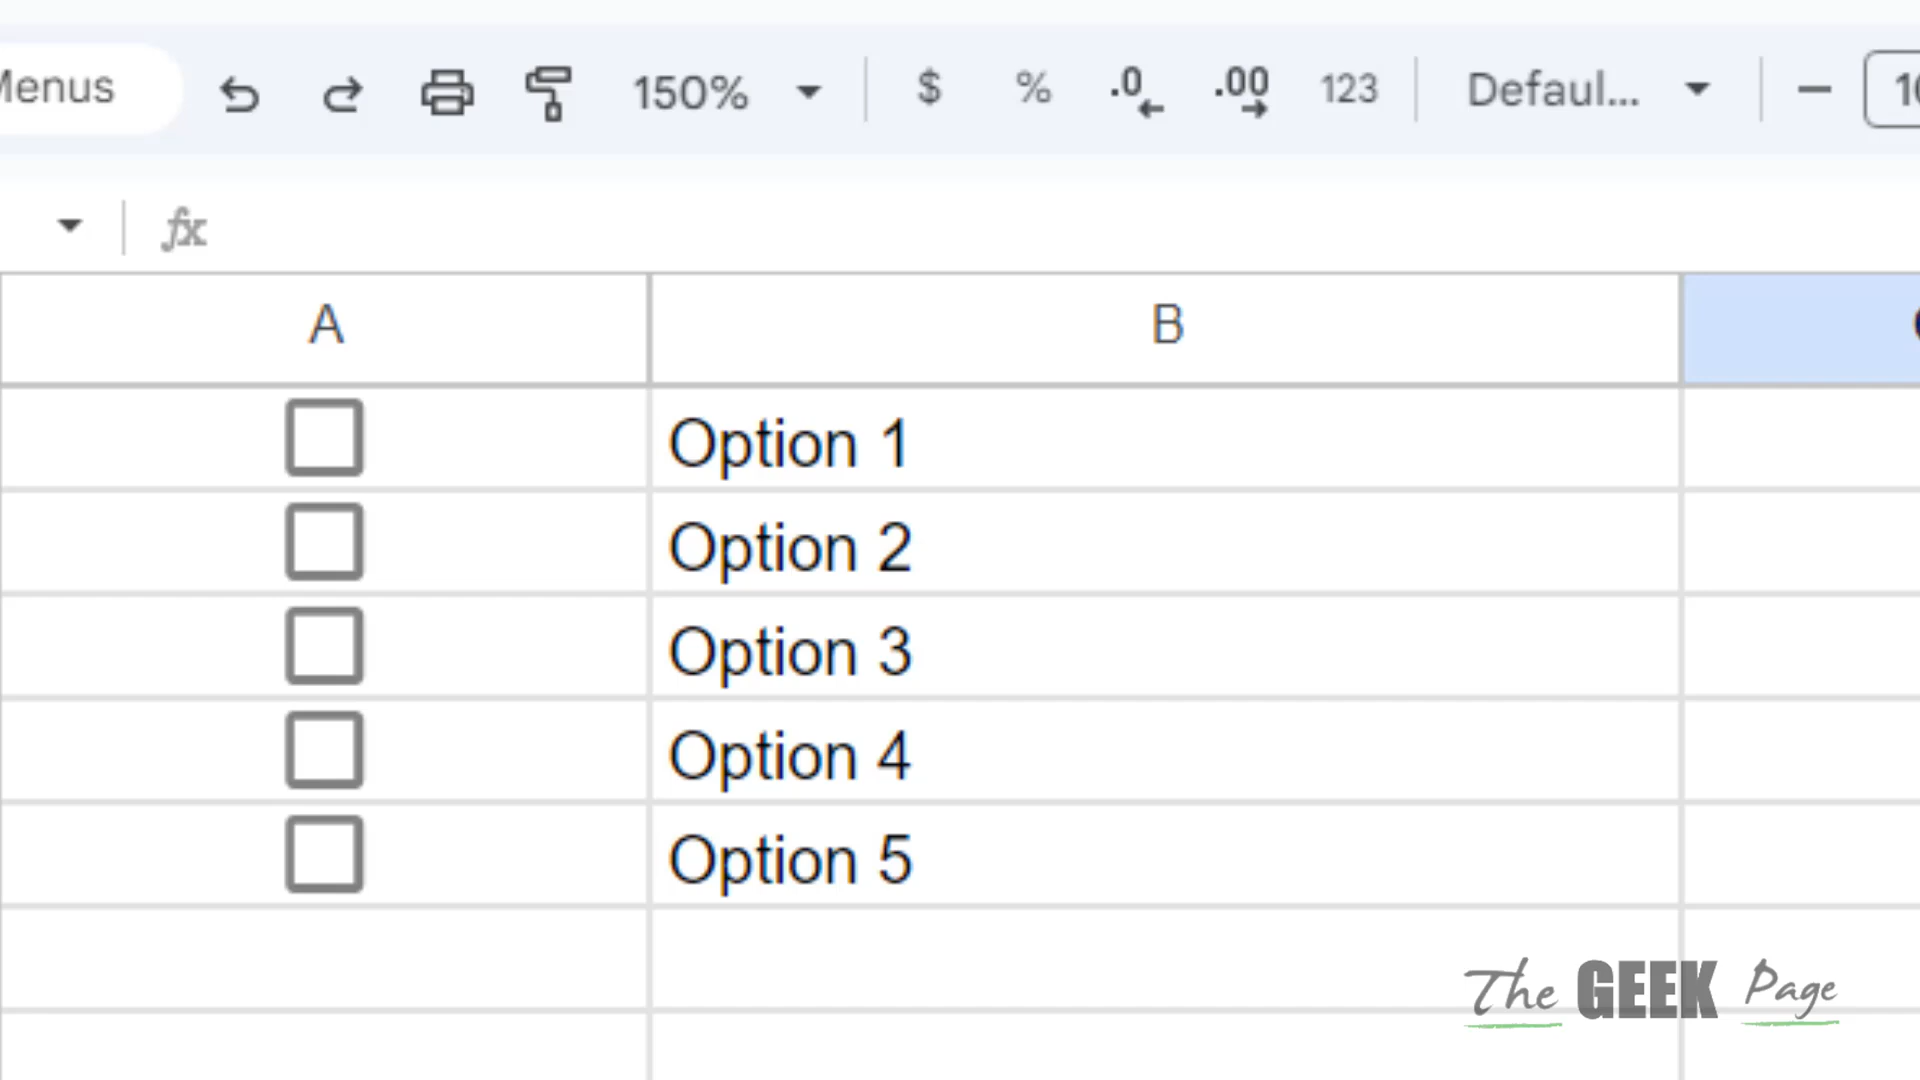 Menus 150% $ % .0 .00 123 Defaul... 10
fx
A B
Option 1
Option 2
Option 3
Option 4
Option 5
The GEEK Page